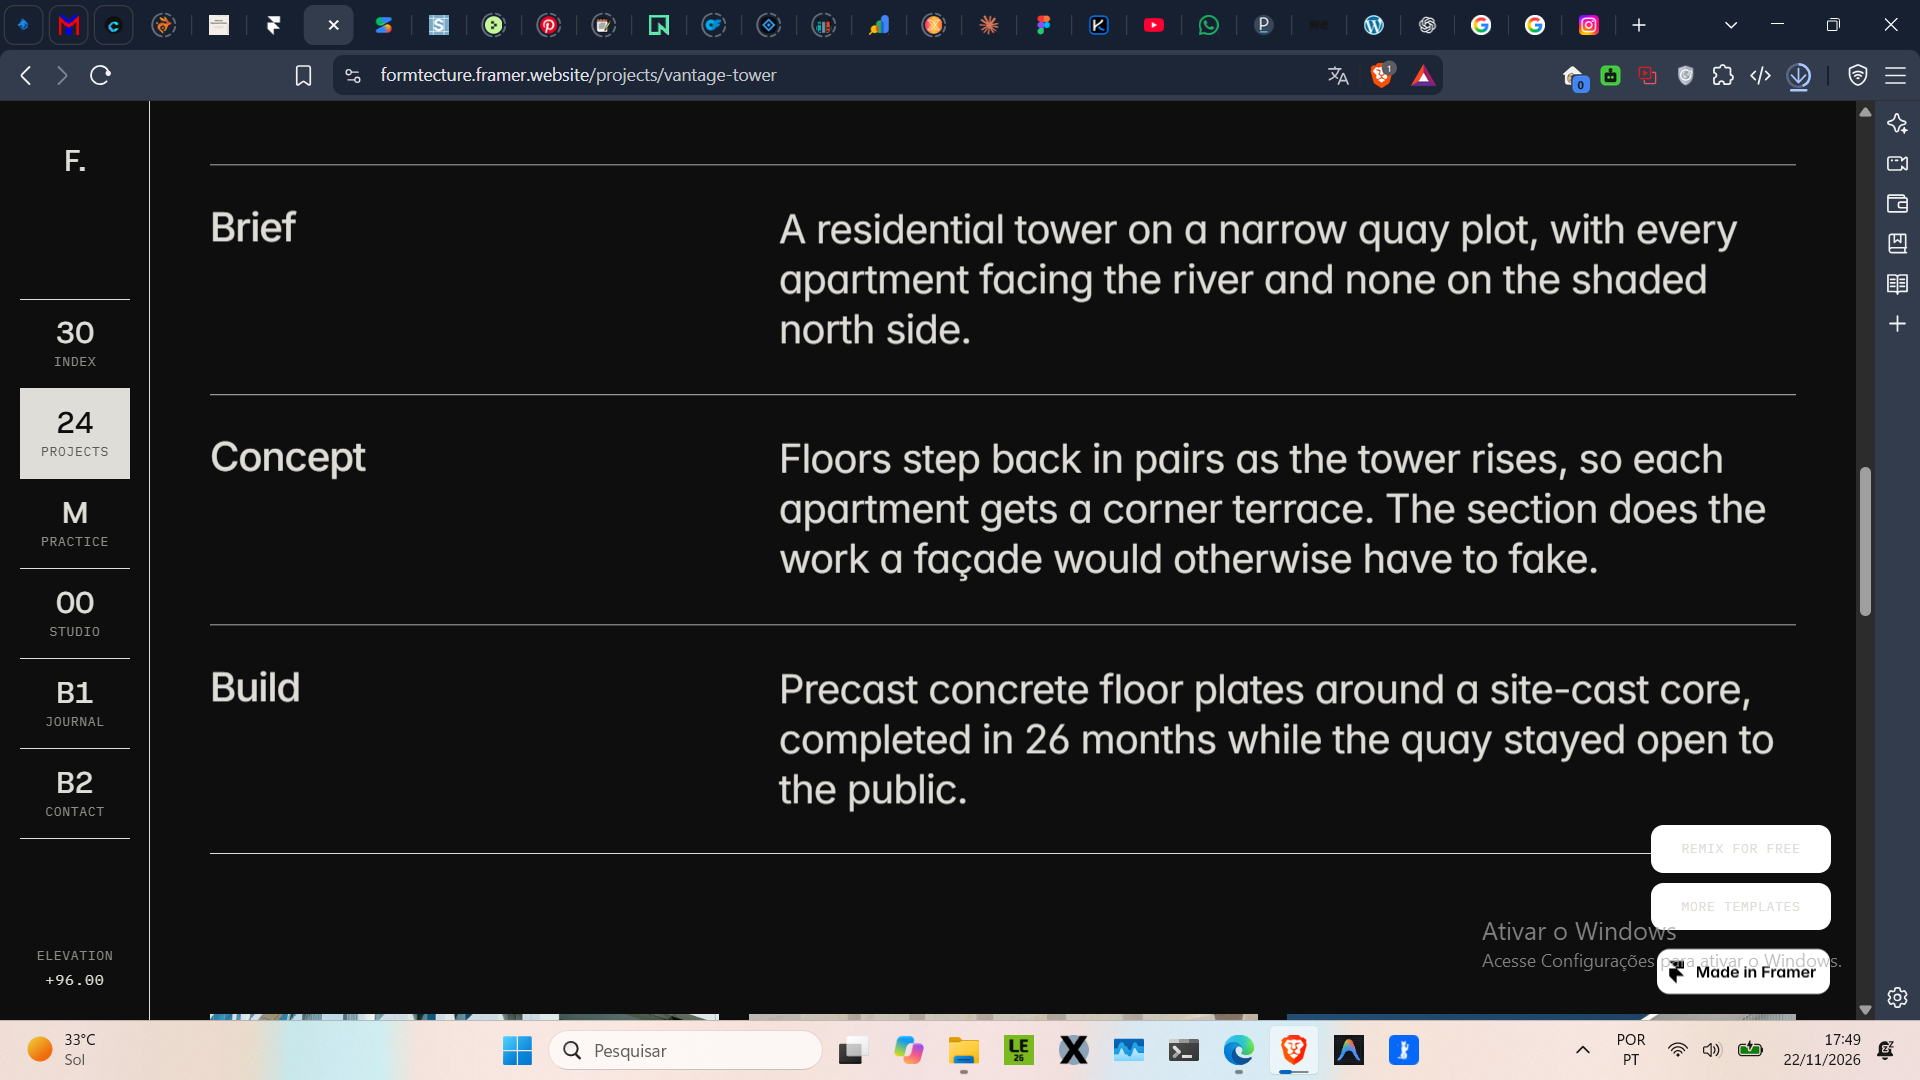 formtecture.framer.website/projects/vantage-tower
1
0
F.
30
INDEX
24
PROJECTS
M
PRACTICE
00
STUDIO
B1
JOURNAL
B2
CONTACT
ELEVATION
+96.00
Brief
A residential tower on a narrow quay plot, with every
apartment facing the river and none on the shaded
north side.
Concept
Floors step back in pairs as the tower rises, so each
apartment gets a corner terrace. The section does the
work a façade would otherwise have to fake.
Build
Precast concrete floor plates around a site-cast core,
completed in 26 months while the quay stayed open to
the public.
REMIX FOR FREE
MORE TEMPLATES
Ativar o Windows
Acesse Configurações para ativar o Windows.
Made in Framer
33°C
Sol
Pesquisar
LE
26
POR
PT
17:49
22/11/2026